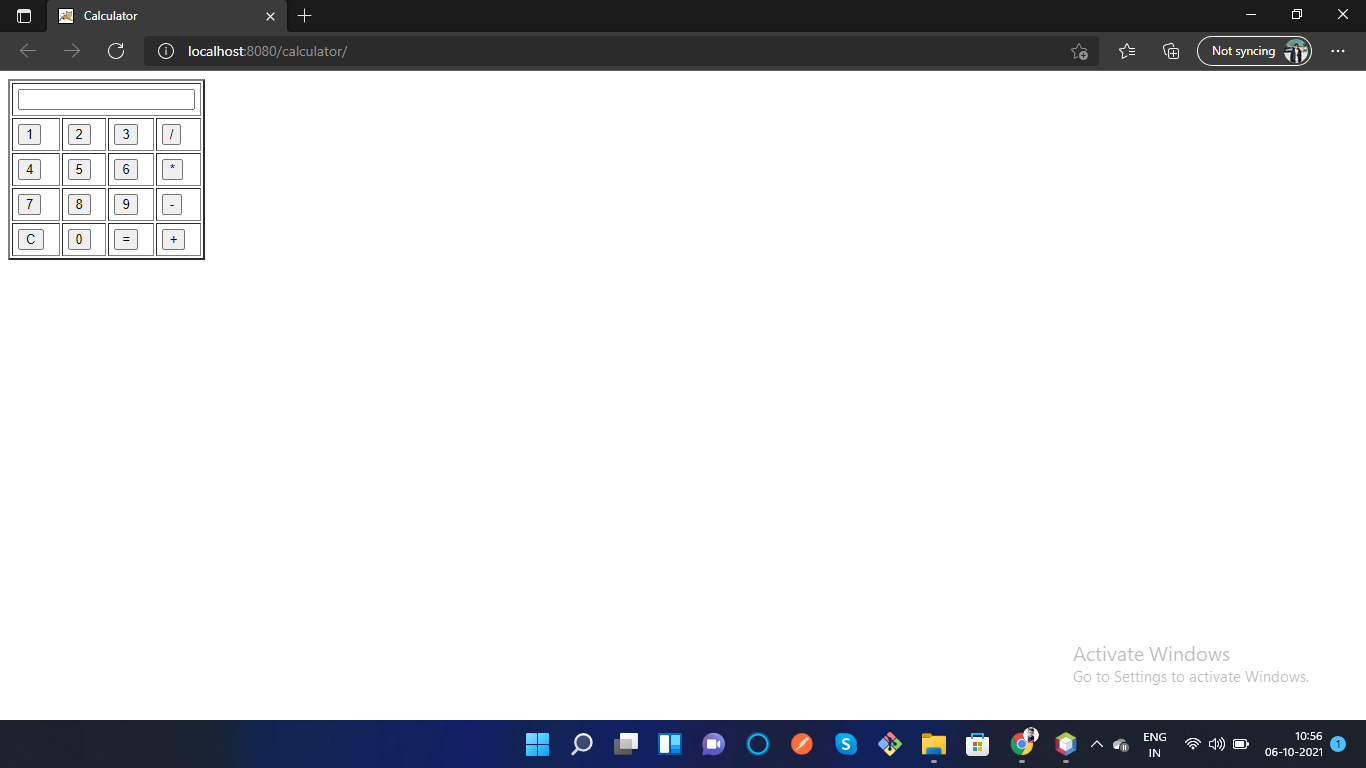 Calculator
localhost:8080/calculator/
Not syncing
1 2 3 /
4 5 6 *
7 8 9 -
C 0 = +
Activate Windows
Go to Settings to activate Windows.
ENG
IN
10:56
06-10-2021
1